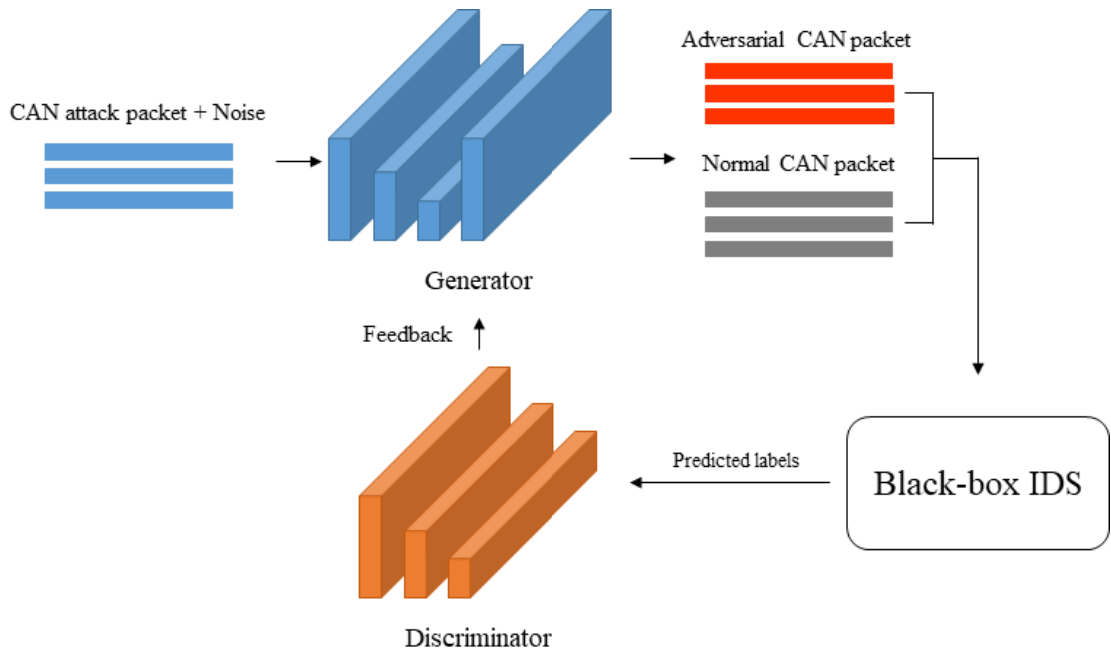 Adversarial CAN packet
CAN attack packet + Noise
Normal CAN packet
Generator
Feedback
Predicted labels
Black-box IDS
Discriminator